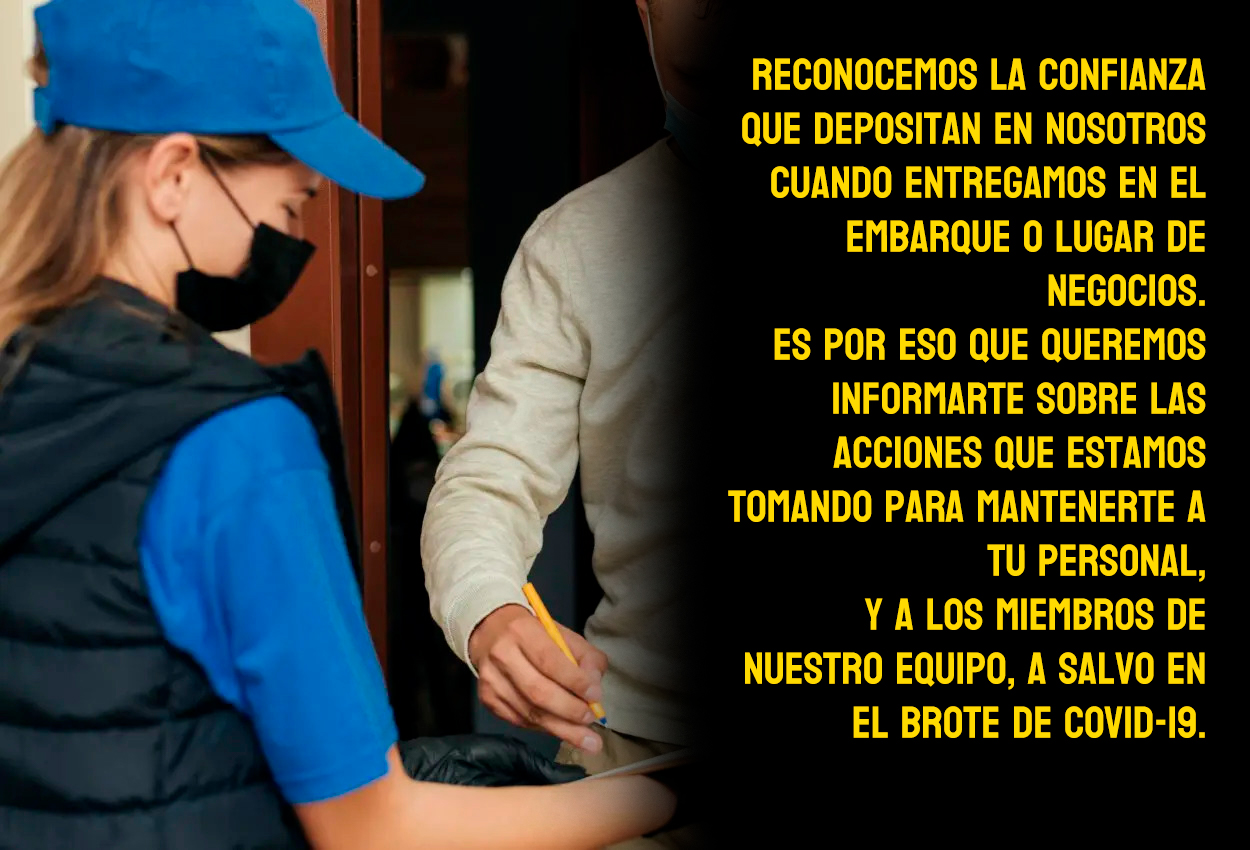 RECONOCEMOS LA CONFIANZA
QUE DEPOSITAN EN NOSOTROS
CUANDO ENTREGAMOS EN EL
EMBARQUE O LUGAR DE
NEGOCIOS.
ES POR ESO QUE QUEREMOS
INFORMARTE SOBRE LAS
ACCIONES QUE ESTAMOS
TOMANDO PARA MANTENERTE A
TU PERSONAL,
Y A LOS MIEMBROS DE
NUESTRO EQUIPO, A SALVO EN
EL BROTE DE COVID-19.